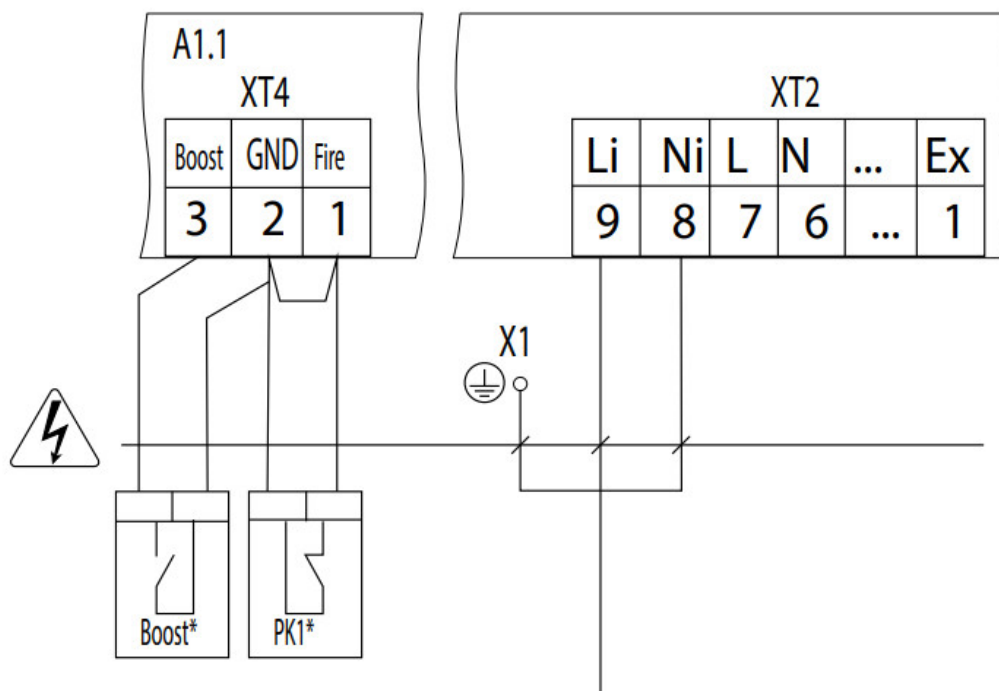 A1.1
XT4
Boost GND Fire
3 2 1
XT2
Li Ni L N ... Ex
9 8 7 6 ... 1
X1
Boost*
PK1*